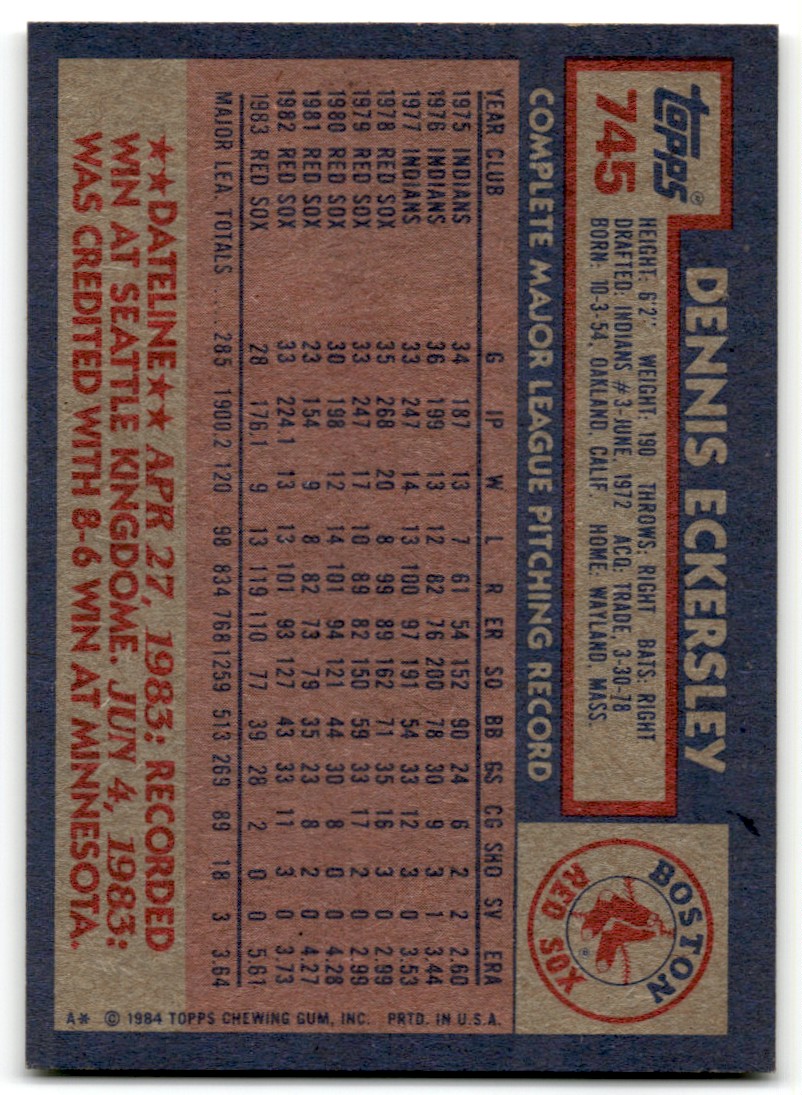 topps®
745
DENNIS ECKERSLEY
HEIGHT: 6'2" WEIGHT: 190 THROWS: RIGHT BATS: RIGHT
DRAFTED: INDIANS #3-JUNE, 1972 ACQ: TRADE, 3-30-78
BORN: 10-3-54, OAKLAND, CALIF. HOME: WAYLAND, MASS.
BOSTON
RED SOX
COMPLETE MAJOR LEAGUE PITCHING RECORD
YEAR CLUB G IP W L R ER SO BB GS CG SHO SV ERA
1975 INDIANS 34 187 13 7 61 54 152 90 24 6 2 2 2.60
1976 INDIANS 36 199 13 12 82 76 200 78 30 9 3 1 3.44
1977 INDIANS 33 247 14 13 100 97 191 54 33 12 3 0 3.53
1978 RED SOX 35 268 20 8 99 89 162 71 35 16 3 0 2.99
1979 RED SOX 33 247 17 10 89 82 150 59 33 17 2 0 2.99
1980 RED SOX 30 198 12 14 101 94 121 44 30 8 0 0 4.28
1981 RED SOX 23 154 9 8 82 73 79 35 23 8 2 0 4.27
1982 RED SOX 33 224.1 13 13 101 93 127 43 33 11 3 0 3.73
1983 RED SOX 28 176.1 9 13 119 110 77 39 28 2 0 0 5.61
MAJOR LEA. TOTALS ... 285 1900.2 120 98 834 768 1259 513 269 89 18 3 3.64
★★DATELINE★★ APR 27, 1983: RECORDED
WIN AT SEATTLE KINGDOME. JUN 4, 1983:
WAS CREDITED WITH 8-6 WIN AT MINNESOTA.
A* © 1984 TOPPS CHEWING GUM, INC. PRTD. IN U.S.A.